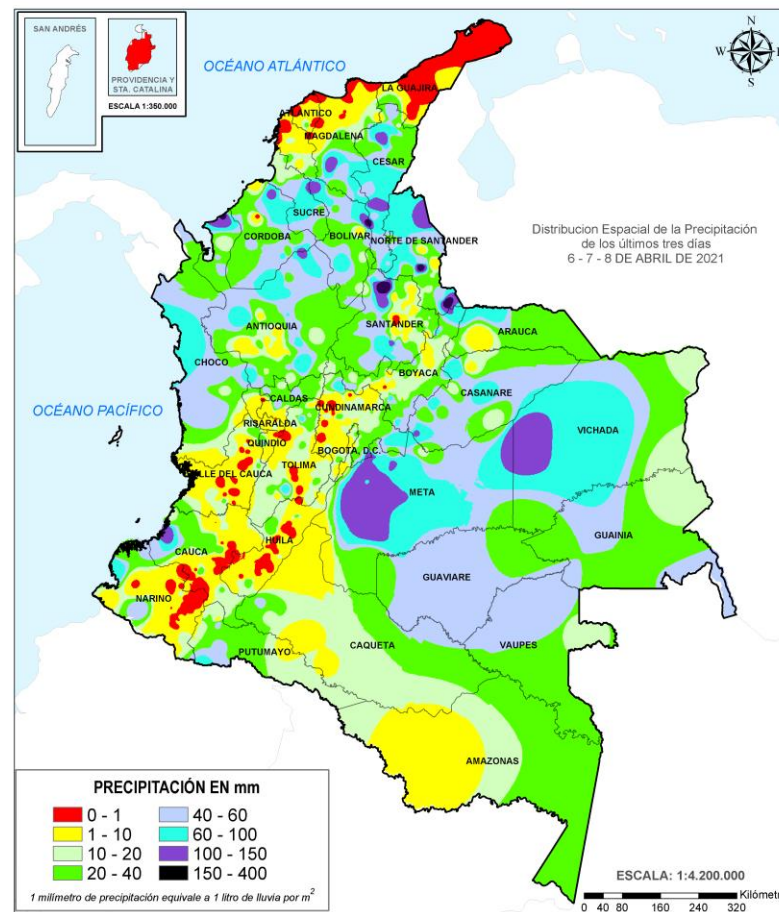 SAN ANDRÉS
PROVIDENCIA Y
STA. CATALINA
ESCALA 1:350.000
OCÉANO ATLÁNTICO
N
W
S
LA GUAJIRA
ATLANTICO
MAGDALENA
CESAR
SUCRE
CORDOBA
BOLIVAR
NORTE DE SANTANDER
Distribucion Espacial de la Precipitación
de los últimos tres días
6 - 7 - 8 DE ABRIL DE 2021
ANTIOQUIA
SANTANDER
ARAUCA
CHOCO
BOYACA
CASANARE
OCÉANO PACÍFICO
CALDAS
CUNDINAMARCA
RISARALDA
VICHADA
QUINDIO
BOGOTA, D.C.
TOLIMA
VALLE DEL CAUCA
META
GUAINIA
HUILA
CAUCA
GUAVIARE
NARINO
CAQUETA
VAUPES
PUTUMAYO
AMAZONAS
PRECIPITACIÓN EN mm
0 - 1
40 - 60
1 - 10
60 - 100
10 - 20
100 - 150
20 - 40
150 - 400
1 milímetro de precipitación equivale a 1 litro de lluvia por m2
ESCALA: 1:4.200.000
Kilómet
0 40 80 160 240 320